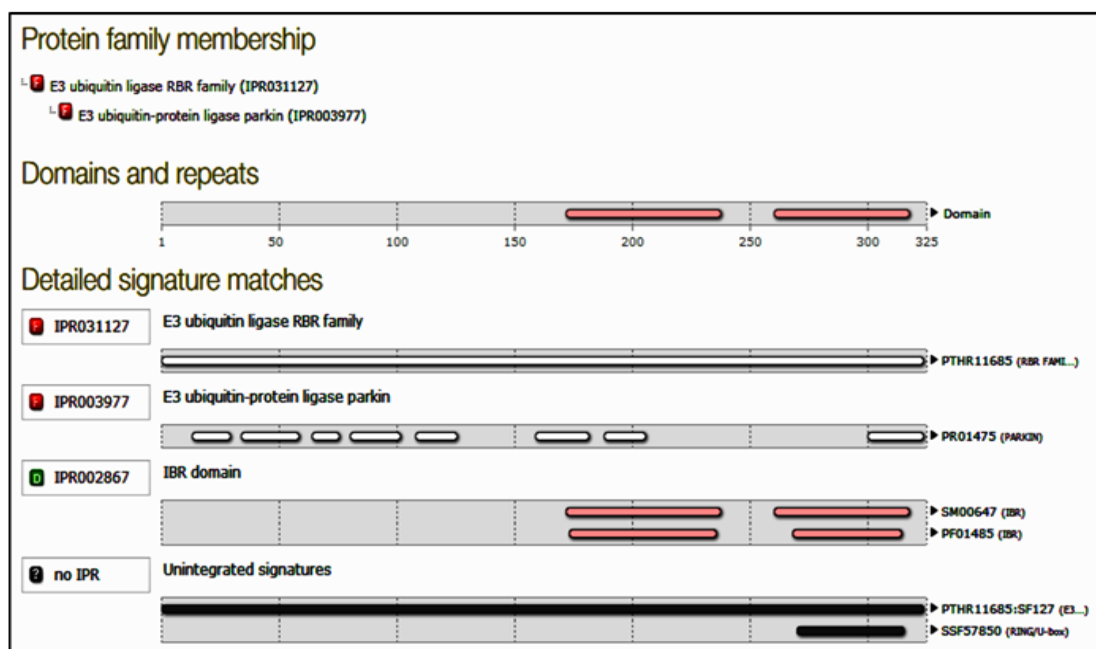 Protein family membership
F E3 ubiquitin ligase RBR family (IPR031127)
F E3 ubiquitin-protein ligase parkin (IPR003977)
Domains and repeats
Domain
1 50 100 150 200 250 300 325
Detailed signature matches
F IPR031127 E3 ubiquitin ligase RBR family
PTHR11685 (RBR FAMI...)
F IPR003977 E3 ubiquitin-protein ligase parkin
PR01475 (PARKIN)
D IPR002867 IBR domain
SM00647 (IBR)
PF01485 (IBR)
? no IPR Unintegrated signatures
PTHR11685:SF127 (E3...)
SSF57850 (RING/U-box)